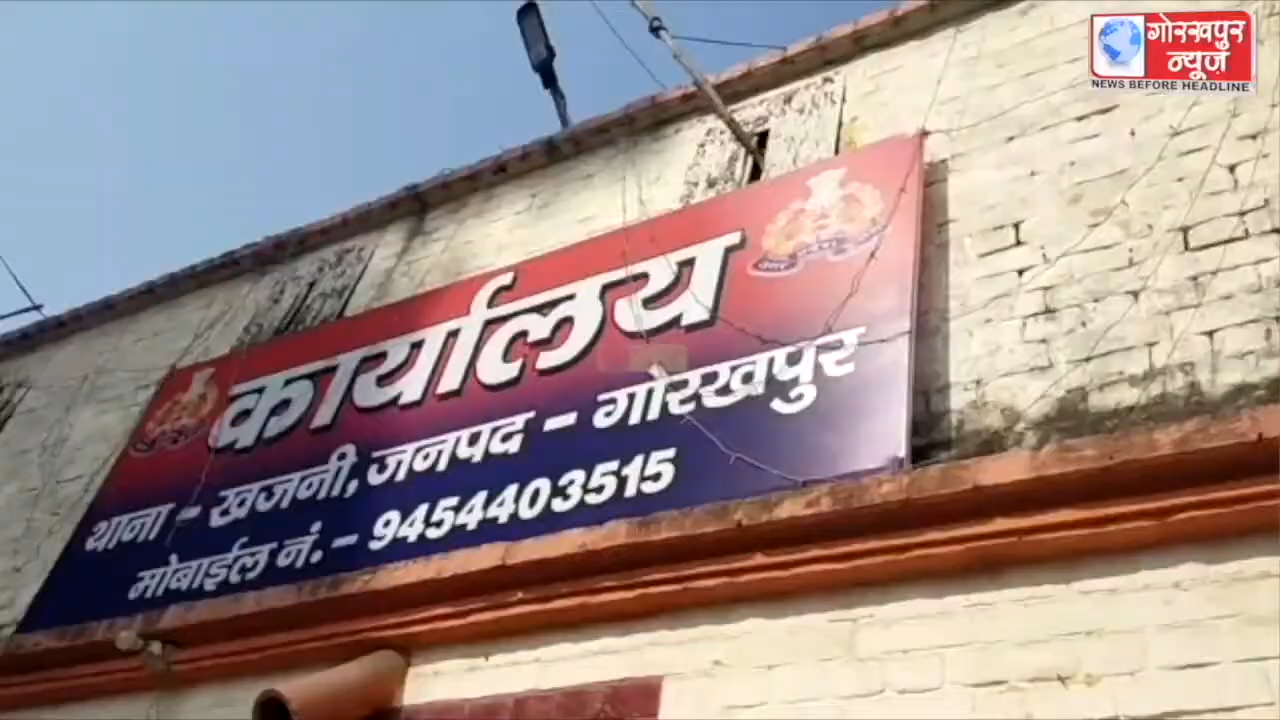 गोरखपुर
न्यूज़
NEWS BEFORE HEADLINE
कार्यालय
थाना - खजनी, जनपद - गोरखपुर
मोबाईल नं. - 9454403515